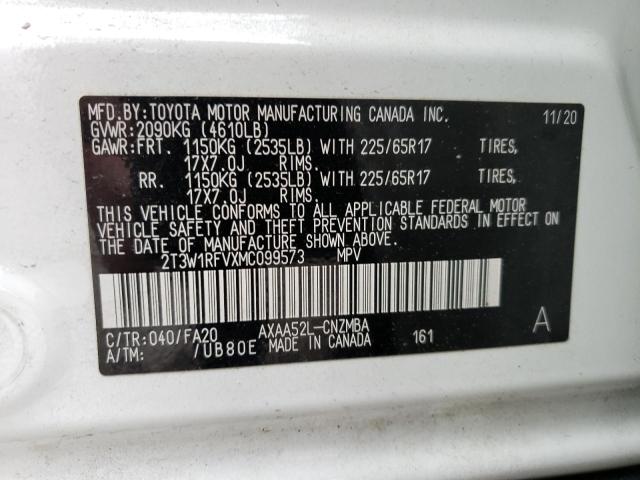 MFD.BY:TOYOTA MOTOR MANUFACTURING CANADA INC. 11/20
GVWR:2090KG (4610LB)
GAWR:FRT. 1150KG (2535LB) WITH 225/65R17 TIRES,
17X7.0J RIMS.
RR. 1150KG (2535LB) WITH 225/65R17 TIRES,
17X7.0J RIMS.
THIS VEHICLE CONFORMS TO ALL APPLICABLE FEDERAL MOTOR
VEHICLE SAFETY AND THEFT PREVENTION STANDARDS IN EFFECT ON
THE DATE OF MANUFACTURE SHOWN ABOVE.
2T3W1RFVXMC099573 MPV
C/TR:040/FA20 AXAA52L-CNZMBA A
A/TM: /UB80E MADE IN CANADA 161